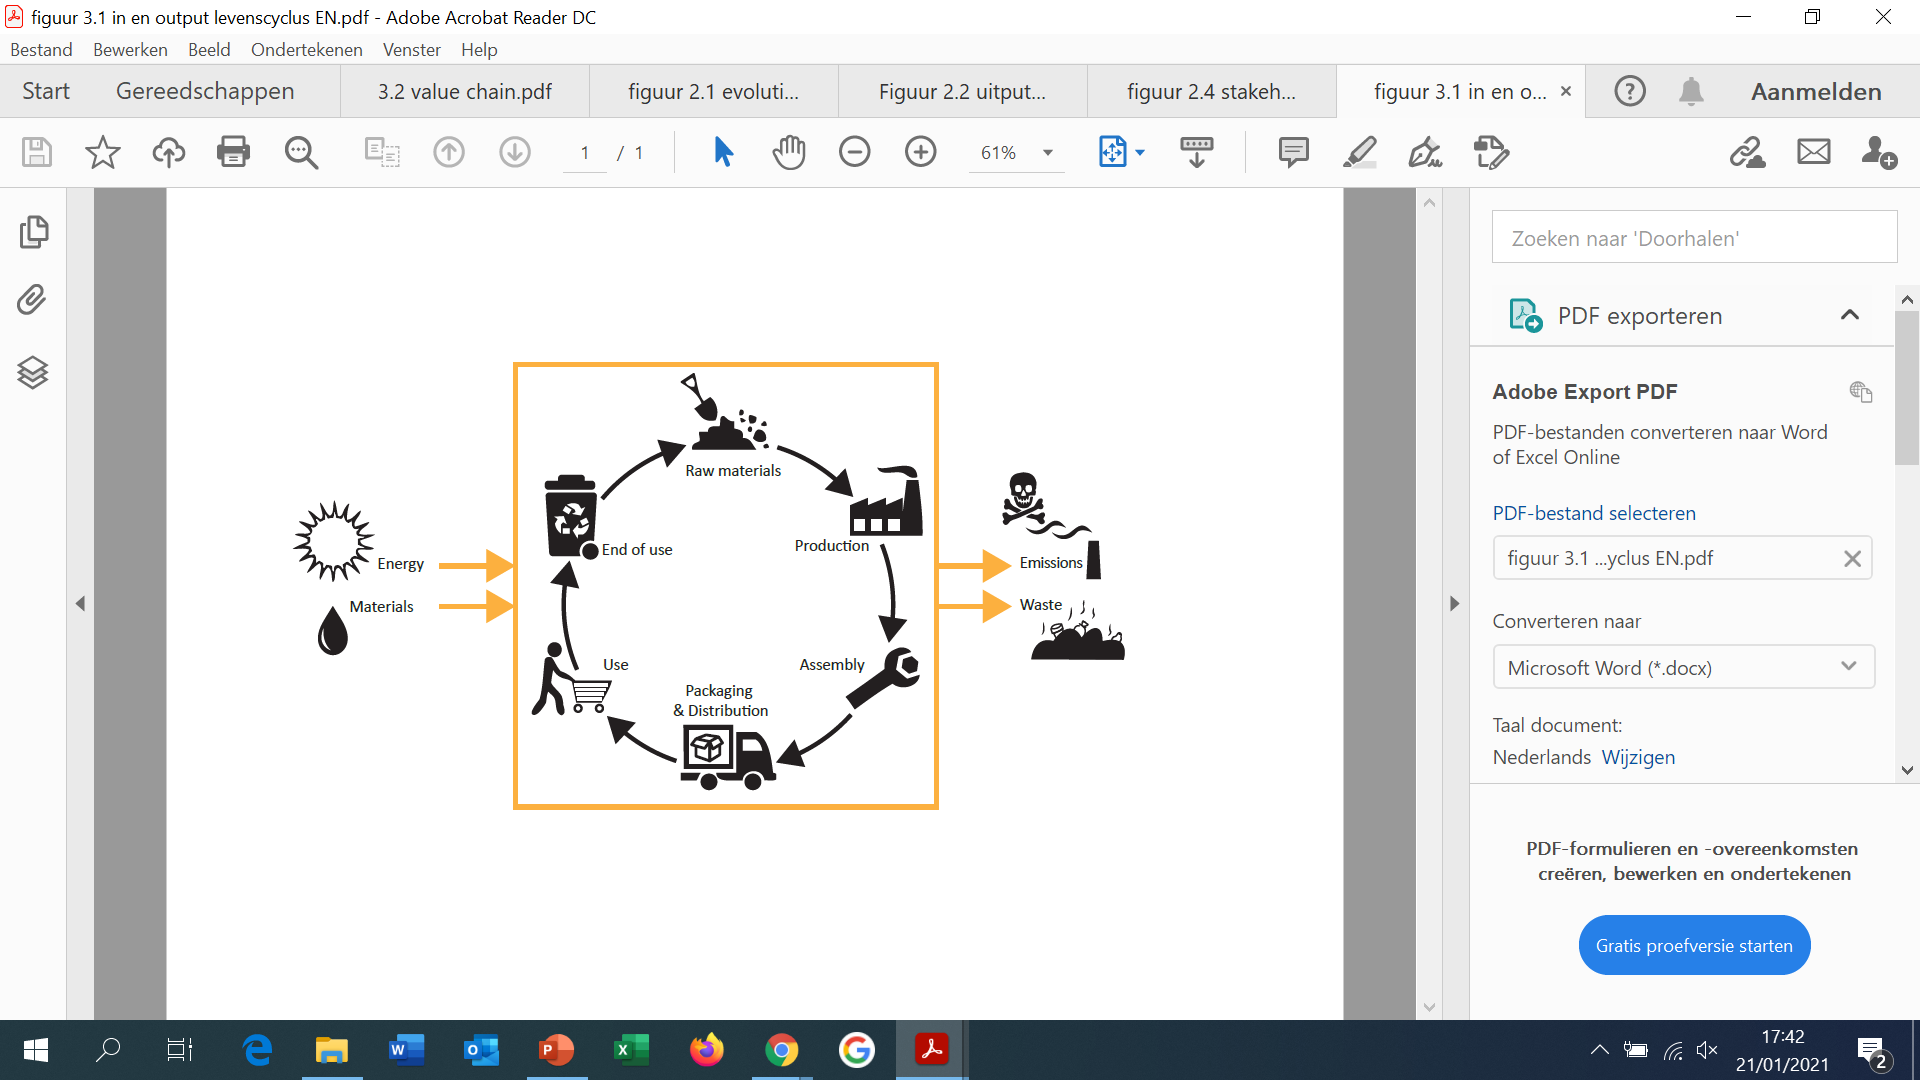 figuur 3.1 in en output levenscyclus EN.pdf - Adobe Acrobat Reader DC
Bestand Bewerken Beeld Ondertekenen Venster Help
Start Gereedschappen 3.2 value chain.pdf figuur 2.1 evoluti... Figuur 2.2 uitput... figuur 2.4 stakeh... figuur 3.1 in en o... × ? Aanmelden
1 / 1 61%
Zoeken naar 'Doorhalen'
PDF exporteren
Adobe Export PDF
PDF-bestanden converteren naar Word
of Excel Online
PDF-bestand selecteren
figuur 3.1 ...yclus EN.pdf
Converteren naar
Microsoft Word (*.docx)
Taal document:
Nederlands Wijzigen
PDF-formulieren en -overeenkomsten
creëren, bewerken en ondertekenen
Gratis proefversie starten
Raw materials
Production
End of use
Energy
Materials
Emissions
Waste
Use
Assembly
Packaging
& Distribution
17:42
21/01/2021
2